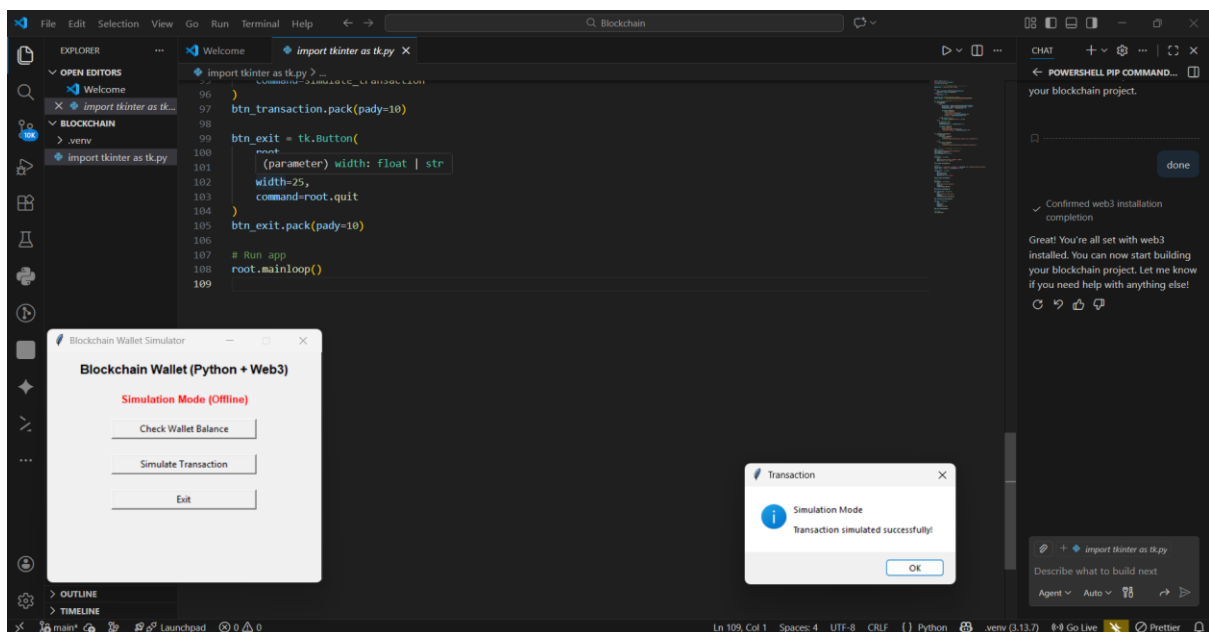 File Edit Selection View Go Run Terminal Help
Blockchain
EXPLORER
OPEN EDITORS
Welcome
import tkinter as tk...
BLOCKCHAIN
.venv
import tkinter as tk.py
10K
OUTLINE
TIMELINE
Welcome
import tkinter as tk.py
import tkinter as tk.py > ...
95 command=simulate_transaction
96 )
97 btn_transaction.pack(pady=10)
98
99 btn_exit = tk.Button(
100 root
101
102 width=25,
103 command=root.quit
104 )
105 btn_exit.pack(pady=10)
106
107 # Run app
108 root.mainloop()
109
(parameter) width: float | str
Blockchain Wallet Simulator
Blockchain Wallet (Python + Web3)
Simulation Mode (Offline)
Check Wallet Balance
Simulate Transaction
Exit
Transaction
Simulation Mode
Transaction simulated successfully!
OK
CHAT
POWERSHELL PIP COMMAND...
your blockchain project.
done
Confirmed web3 installation
completion
Great! You're all set with web3
installed. You can now start building
your blockchain project. Let me know
if you need help with anything else!
import tkinter as tk.py
Describe what to build next
Agent Auto
main* Launchpad 0 0
Ln 109, Col 1 Spaces: 4 UTF-8 CRLF {} Python .venv (3.13.7) Go Live Prettier